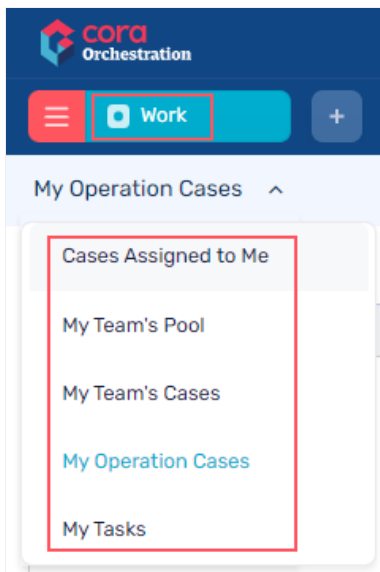 cora
Orchestration
Work
+
My Operation Cases
Cases Assigned to Me
My Team's Pool
My Team's Cases
My Operation Cases
My Tasks